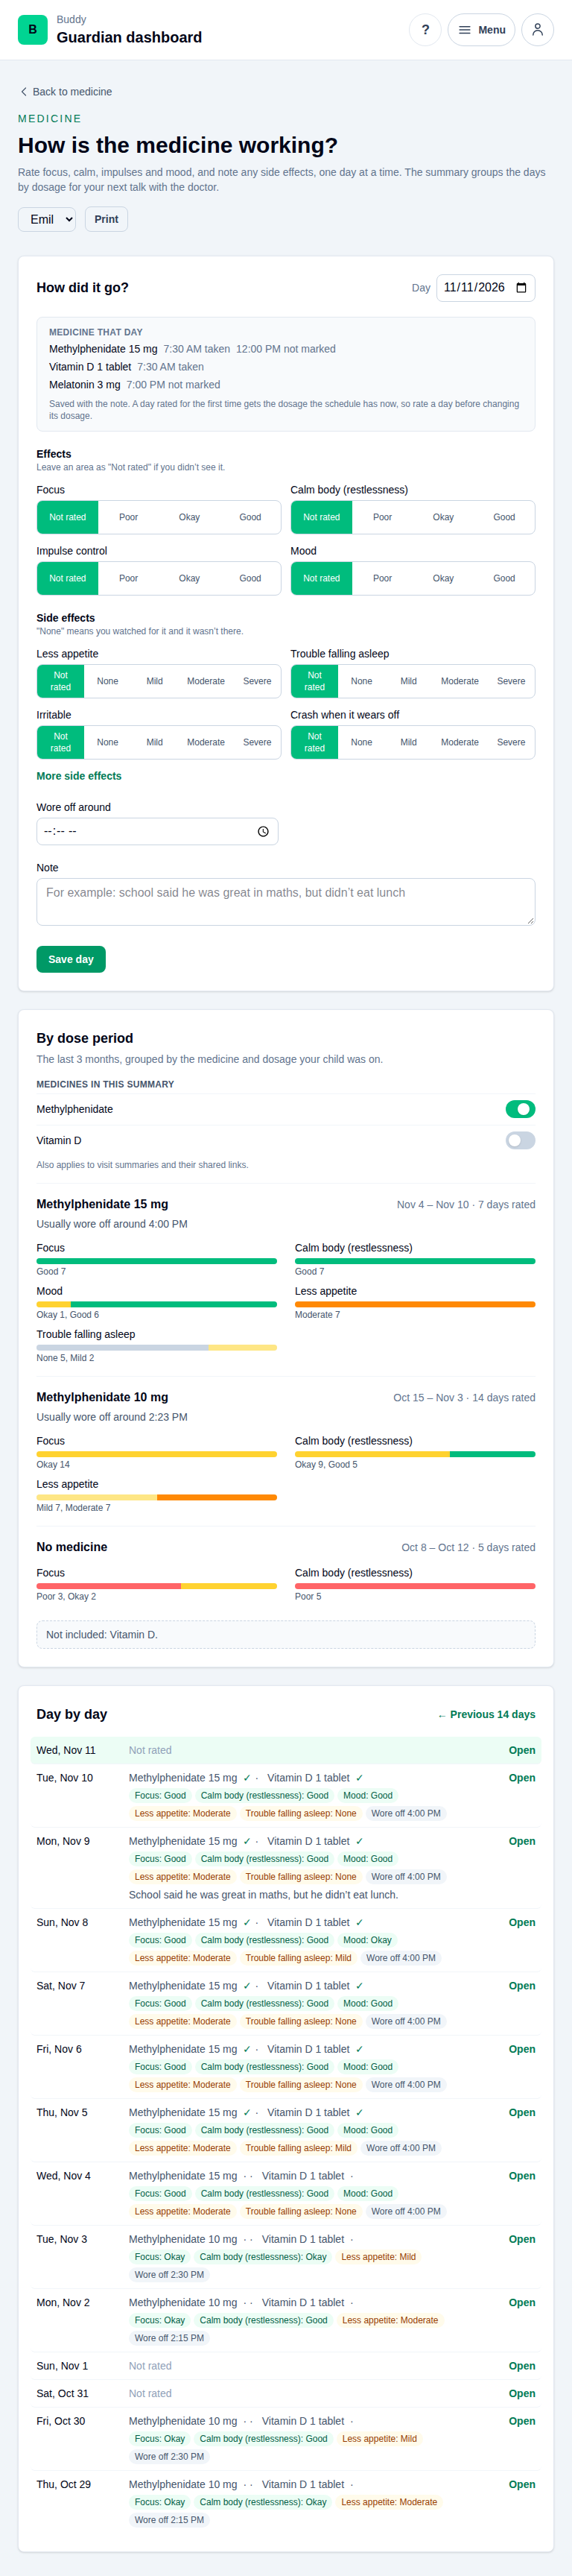 B
Buddy
Guardian dashboard
?
Menu
Back to medicine
MEDICINE
How is the medicine working?
Rate focus, calm, impulses and mood, and note any side effects, one day at a time. The summary groups the days
by dosage for your next talk with the doctor.
Emil
Print
How did it go?
Day
11/11/2026
MEDICINE THAT DAY
Methylphenidate 15 mg 7:30 AM taken 12:00 PM not marked
Vitamin D 1 tablet 7:30 AM taken
Melatonin 3 mg 7:00 PM not marked
Saved with the note. A day rated for the first time gets the dosage the schedule has now, so rate a day before changing
its dosage.
Effects
Leave an area as "Not rated" if you didn’t see it.
Focus
Not rated Poor Okay Good
Calm body (restlessness)
Not rated Poor Okay Good
Impulse control
Not rated Poor Okay Good
Mood
Not rated Poor Okay Good
Side effects
"None" means you watched for it and it wasn’t there.
Less appetite
Not rated None Mild Moderate Severe
Trouble falling asleep
Not rated None Mild Moderate Severe
Irritable
Not rated None Mild Moderate Severe
Crash when it wears off
Not rated None Mild Moderate Severe
More side effects
Wore off around
--:-- --
Note
For example: school said he was great in maths, but didn’t eat lunch
Save day
By dose period
The last 3 months, grouped by the medicine and dosage your child was on.
MEDICINES IN THIS SUMMARY
Methylphenidate
Vitamin D
Also applies to visit summaries and their shared links.
Methylphenidate 15 mg
Nov 4 – Nov 10 · 7 days rated
Usually wore off around 4:00 PM
Focus
Good 7
Calm body (restlessness)
Good 7
Mood
Okay 1, Good 6
Less appetite
Moderate 7
Trouble falling asleep
None 5, Mild 2
Methylphenidate 10 mg
Oct 15 – Nov 3 · 14 days rated
Usually wore off around 2:23 PM
Focus
Okay 14
Calm body (restlessness)
Okay 9, Good 5
Less appetite
Mild 7, Moderate 7
No medicine
Oct 8 – Oct 12 · 5 days rated
Focus
Poor 3, Okay 2
Calm body (restlessness)
Poor 5
Not included: Vitamin D.
Day by day
← Previous 14 days
Wed, Nov 11 Not rated Open
Tue, Nov 10 Methylphenidate 15 mg ✓ · Vitamin D 1 tablet ✓ Open
Focus: Good Calm body (restlessness): Good Mood: Good
Less appetite: Moderate Trouble falling asleep: None Wore off 4:00 PM
Mon, Nov 9 Methylphenidate 15 mg ✓ · Vitamin D 1 tablet ✓ Open
Focus: Good Calm body (restlessness): Good Mood: Good
Less appetite: Moderate Trouble falling asleep: None Wore off 4:00 PM
School said he was great in maths, but he didn’t eat lunch.
Sun, Nov 8 Methylphenidate 15 mg ✓ · Vitamin D 1 tablet ✓ Open
Focus: Good Calm body (restlessness): Good Mood: Okay
Less appetite: Moderate Trouble falling asleep: Mild Wore off 4:00 PM
Sat, Nov 7 Methylphenidate 15 mg ✓ · Vitamin D 1 tablet ✓ Open
Focus: Good Calm body (restlessness): Good Mood: Good
Less appetite: Moderate Trouble falling asleep: None Wore off 4:00 PM
Fri, Nov 6 Methylphenidate 15 mg ✓ · Vitamin D 1 tablet ✓ Open
Focus: Good Calm body (restlessness): Good Mood: Good
Less appetite: Moderate Trouble falling asleep: None Wore off 4:00 PM
Thu, Nov 5 Methylphenidate 15 mg ✓ · Vitamin D 1 tablet ✓ Open
Focus: Good Calm body (restlessness): Good Mood: Good
Less appetite: Moderate Trouble falling asleep: Mild Wore off 4:00 PM
Wed, Nov 4 Methylphenidate 15 mg · · Vitamin D 1 tablet · Open
Focus: Good Calm body (restlessness): Good Mood: Good
Less appetite: Moderate Trouble falling asleep: None Wore off 4:00 PM
Tue, Nov 3 Methylphenidate 10 mg · · Vitamin D 1 tablet · Open
Focus: Okay Calm body (restlessness): Okay Less appetite: Mild
Wore off 2:30 PM
Mon, Nov 2 Methylphenidate 10 mg · · Vitamin D 1 tablet · Open
Focus: Okay Calm body (restlessness): Good Less appetite: Moderate
Wore off 2:15 PM
Sun, Nov 1 Not rated Open
Sat, Oct 31 Not rated Open
Fri, Oct 30 Methylphenidate 10 mg · · Vitamin D 1 tablet · Open
Focus: Okay Calm body (restlessness): Good Less appetite: Mild
Wore off 2:30 PM
Thu, Oct 29 Methylphenidate 10 mg · · Vitamin D 1 tablet · Open
Focus: Okay Calm body (restlessness): Okay Less appetite: Moderate
Wore off 2:15 PM